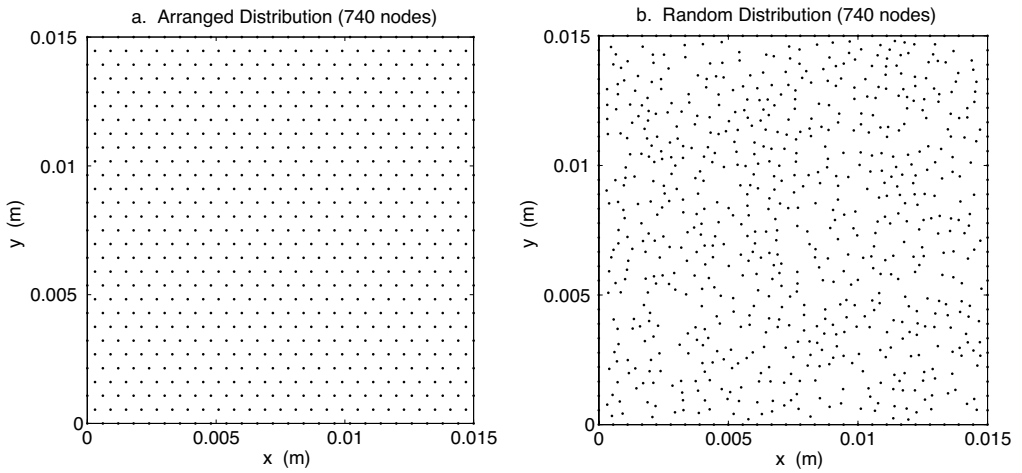 a. Arranged Distribution (740 nodes)
0.015
0.01
0.005
0
y (m)
0 0.005 0.01 0.015
x (m)
b. Random Distribution (740 nodes)
0.015
0.01
0.005
0
y (m)
0 0.005 0.01 0.015
x (m)